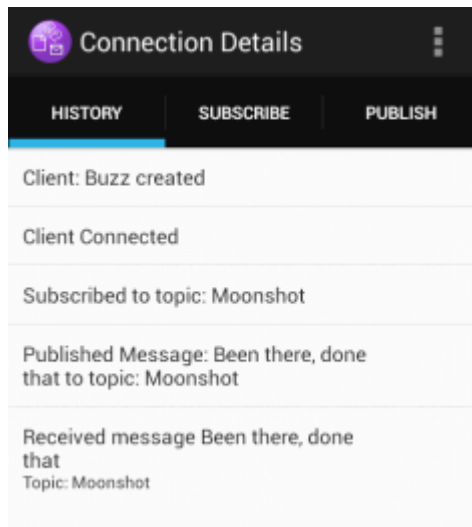 Connection Details
HISTORY SUBSCRIBE PUBLISH
Client: Buzz created
Client Connected
Subscribed to topic: Moonshot
Published Message: Been there, done
that to topic: Moonshot
Received message Been there, done
that
Topic: Moonshot